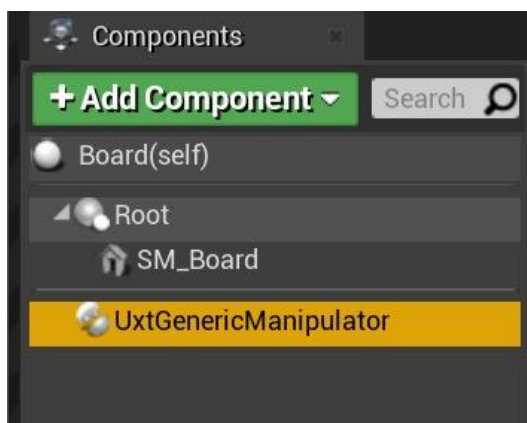 Components
+ Add Component
Search
Board(self)
Root
SM_Board
UxtGenericManipulator